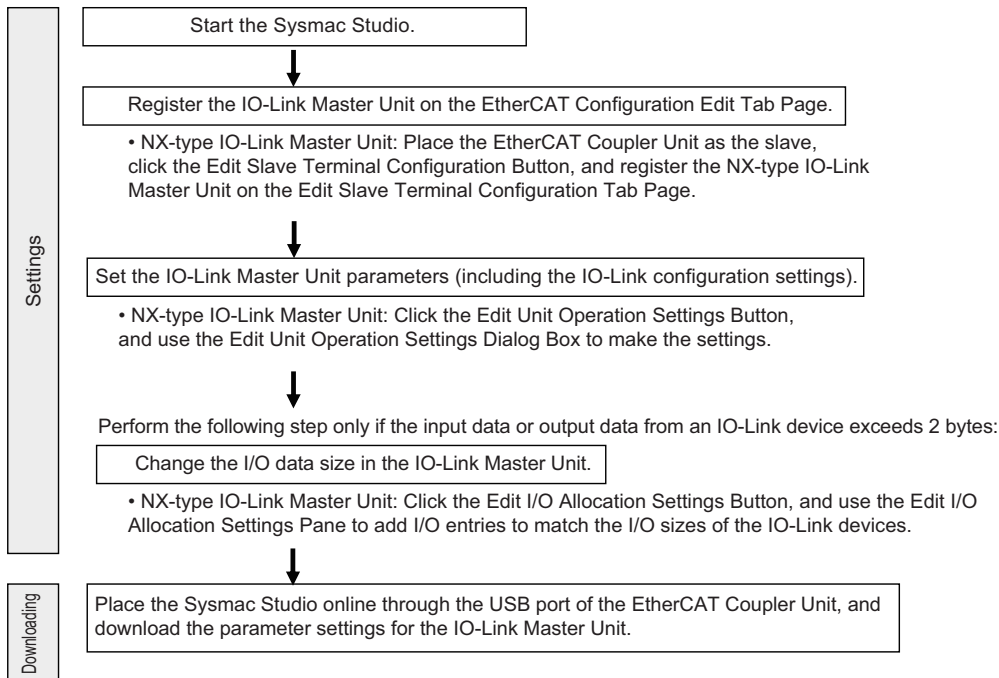 Settings
Start the Sysmac Studio.
Register the IO-Link Master Unit on the EtherCAT Configuration Edit Tab Page.
• NX-type IO-Link Master Unit: Place the EtherCAT Coupler Unit as the slave,
click the Edit Slave Terminal Configuration Button, and register the NX-type IO-Link
Master Unit on the Edit Slave Terminal Configuration Tab Page.
Set the IO-Link Master Unit parameters (including the IO-Link configuration settings).
• NX-type IO-Link Master Unit: Click the Edit Unit Operation Settings Button,
and use the Edit Unit Operation Settings Dialog Box to make the settings.
Perform the following step only if the input data or output data from an IO-Link device exceeds 2 bytes:
Change the I/O data size in the IO-Link Master Unit.
• NX-type IO-Link Master Unit: Click the Edit I/O Allocation Settings Button, and use the Edit I/O
Allocation Settings Pane to add I/O entries to match the I/O sizes of the IO-Link devices.
Downloading
Place the Sysmac Studio online through the USB port of the EtherCAT Coupler Unit, and
download the parameter settings for the IO-Link Master Unit.